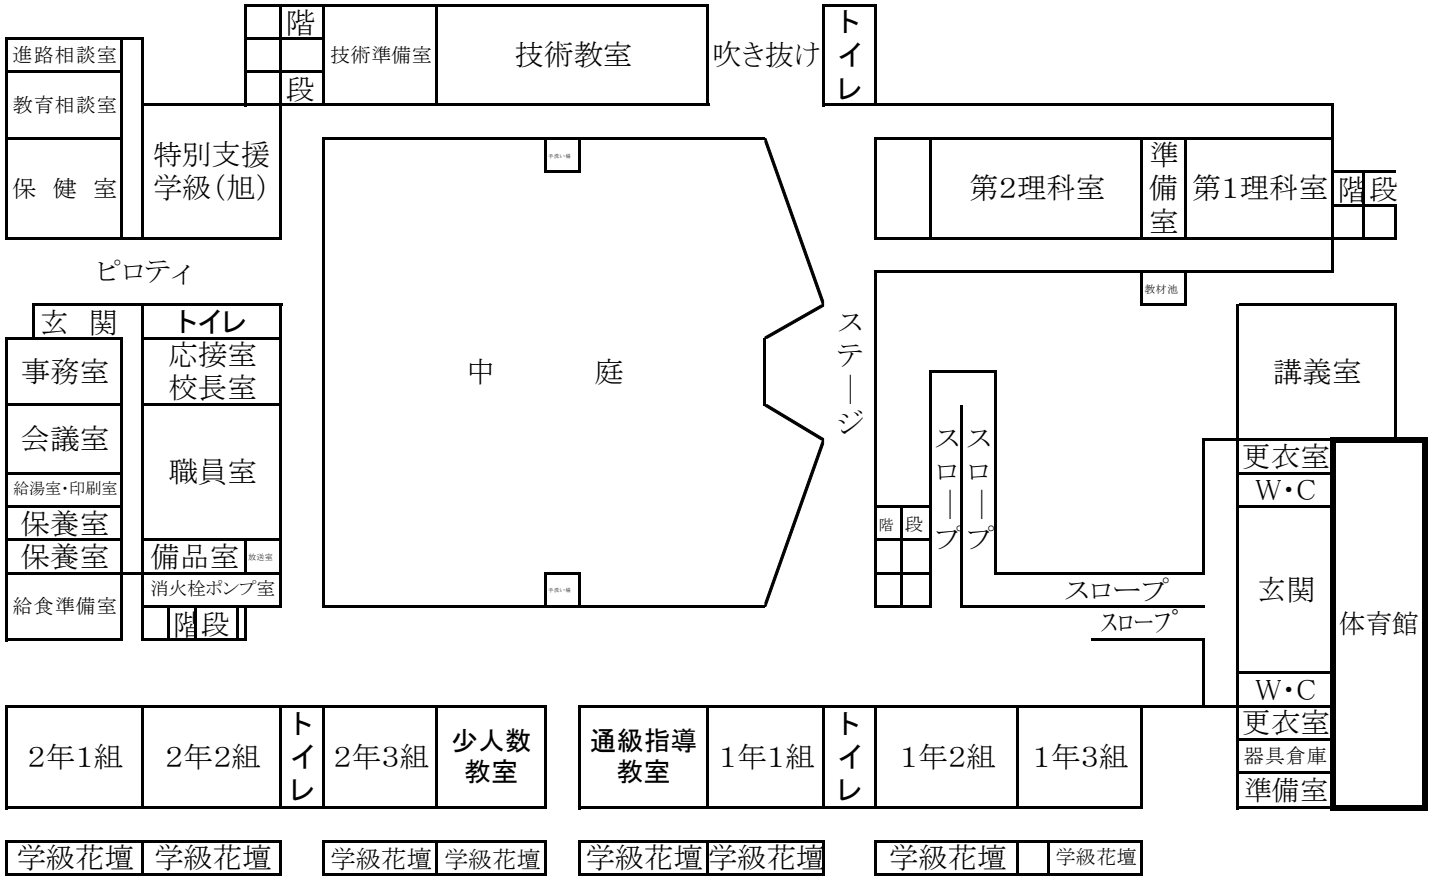 階
段
技術準備室
技術教室
吹き抜け
トイレ
進路相談室
教育相談室
保健室
特別支援
学級(旭)
手洗い場
第2理科室
準備室
第1理科室
階段
ピロティ
教材池
玄関
トイレ
事務室
応接室
校長室
会議室
職員室
給湯室・印刷室
保養室
保養室
備品室
放送室
給食準備室
消火栓ポンプ室
階段
中庭
手洗い場
ステージ
階段
スロープ
スロープ
スロープ
スロープ
講義室
更衣室
W・C
玄関
体育館
W・C
更衣室
器具倉庫
準備室
2年1組
2年2組
トイレ
2年3組
少人数
教室
通級指導
教室
1年1組
トイレ
1年2組
1年3組
学級花壇
学級花壇
学級花壇
学級花壇
学級花壇
学級花壇
学級花壇
学級花壇